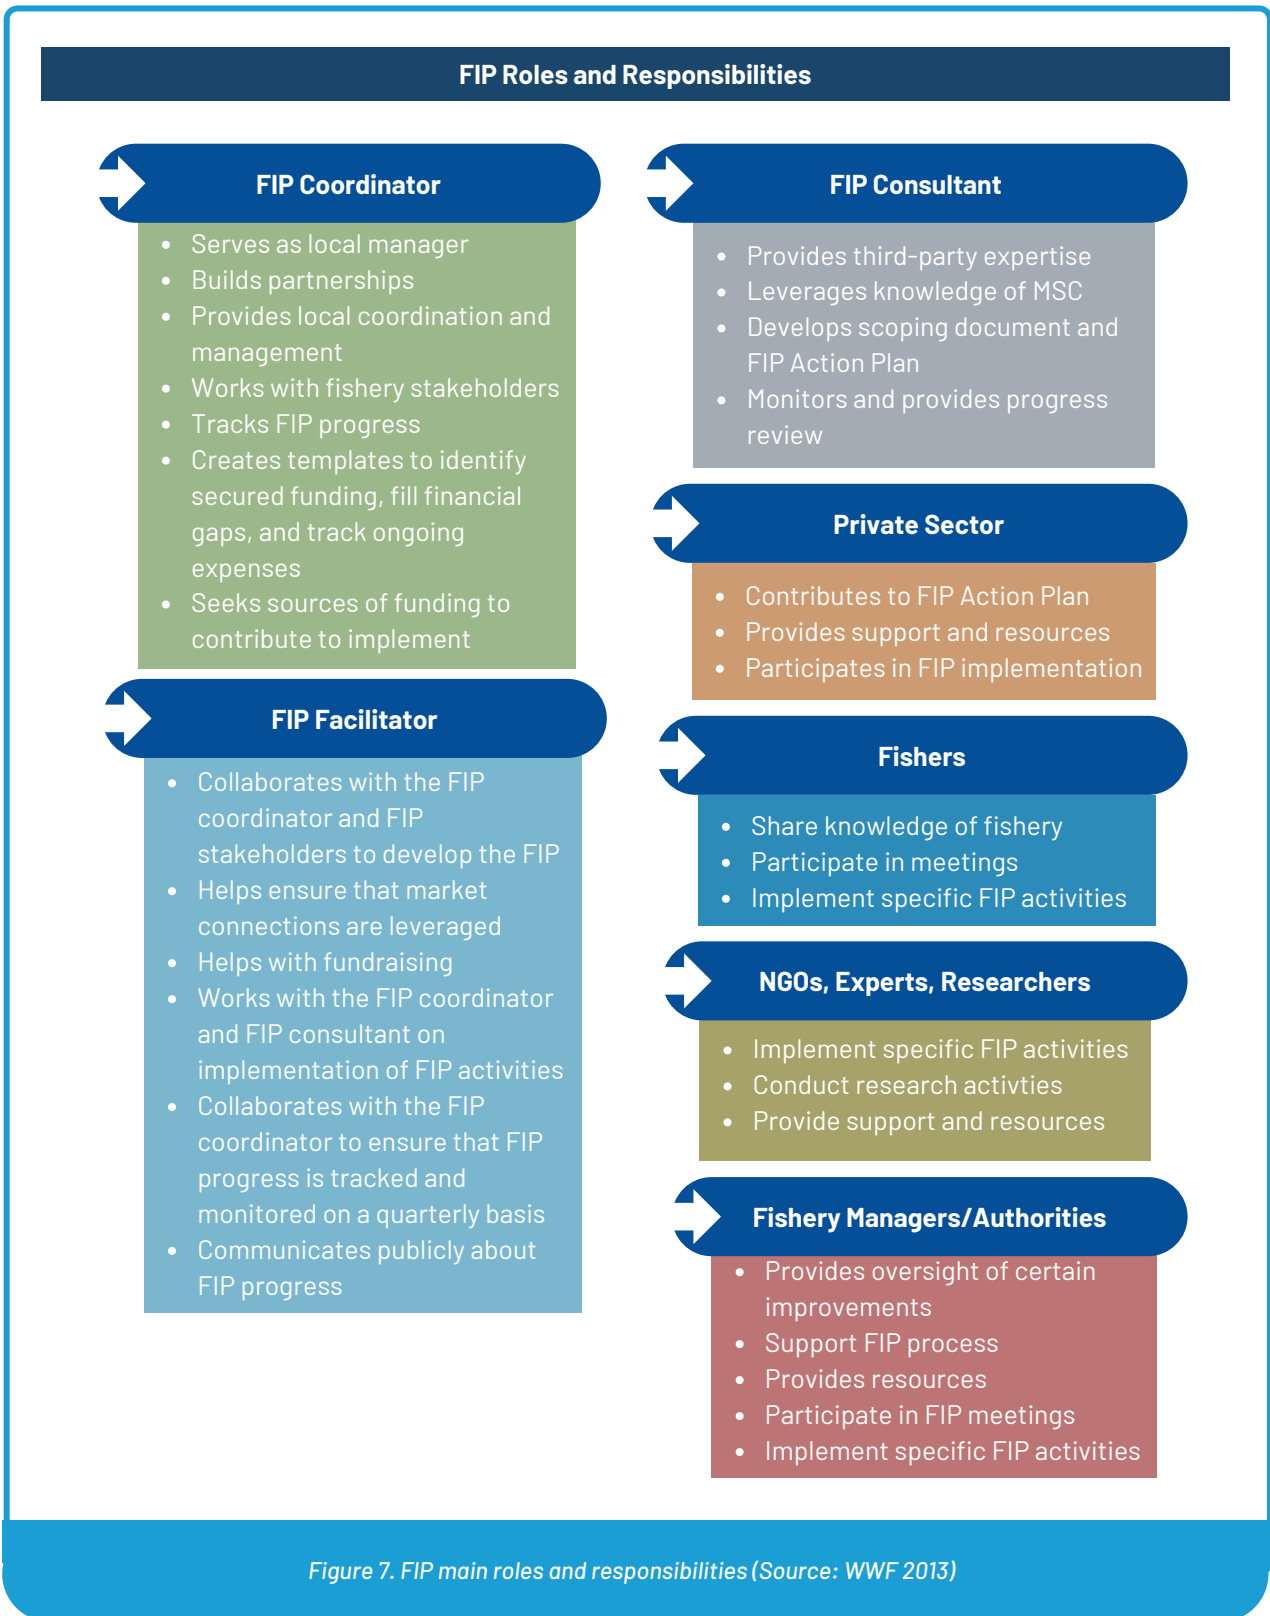 FIP Roles and Responsibilities
FIP Coordinator
• Serves as local manager
• Builds partnerships
• Provides local coordination and
management
• Works with fishery stakeholders
• Tracks FIP progress
• Creates templates to identify
secured funding, fill financial
gaps, and track ongoing
expenses
• Seeks sources of funding to
contribute to implement
FIP Facilitator
• Collaborates with the FIP
coordinator and FIP
stakeholders to develop the FIP
• Helps ensure that market
connections are leveraged
• Helps with fundraising
• Works with the FIP coordinator
and FIP consultant on
implementation of FIP activities
• Collaborates with the FIP
coordinator to ensure that FIP
progress is tracked and
monitored on a quarterly basis
• Communicates publicly about
FIP progress
FIP Consultant
• Provides third-party expertise
• Leverages knowledge of MSC
• Develops scoping document and
FIP Action Plan
• Monitors and provides progress
review
Private Sector
• Contributes to FIP Action Plan
• Provides support and resources
• Participates in FIP implementation
Fishers
• Share knowledge of fishery
• Participate in meetings
• Implement specific FIP activities
NGOs, Experts, Researchers
• Implement specific FIP activities
• Conduct research activties
• Provide support and resources
Fishery Managers/Authorities
• Provides oversight of certain
improvements
• Support FIP process
• Provides resources
• Participate in FIP meetings
• Implement specific FIP activities
Figure 7. FIP main roles and responsibilities (Source: WWF 2013)